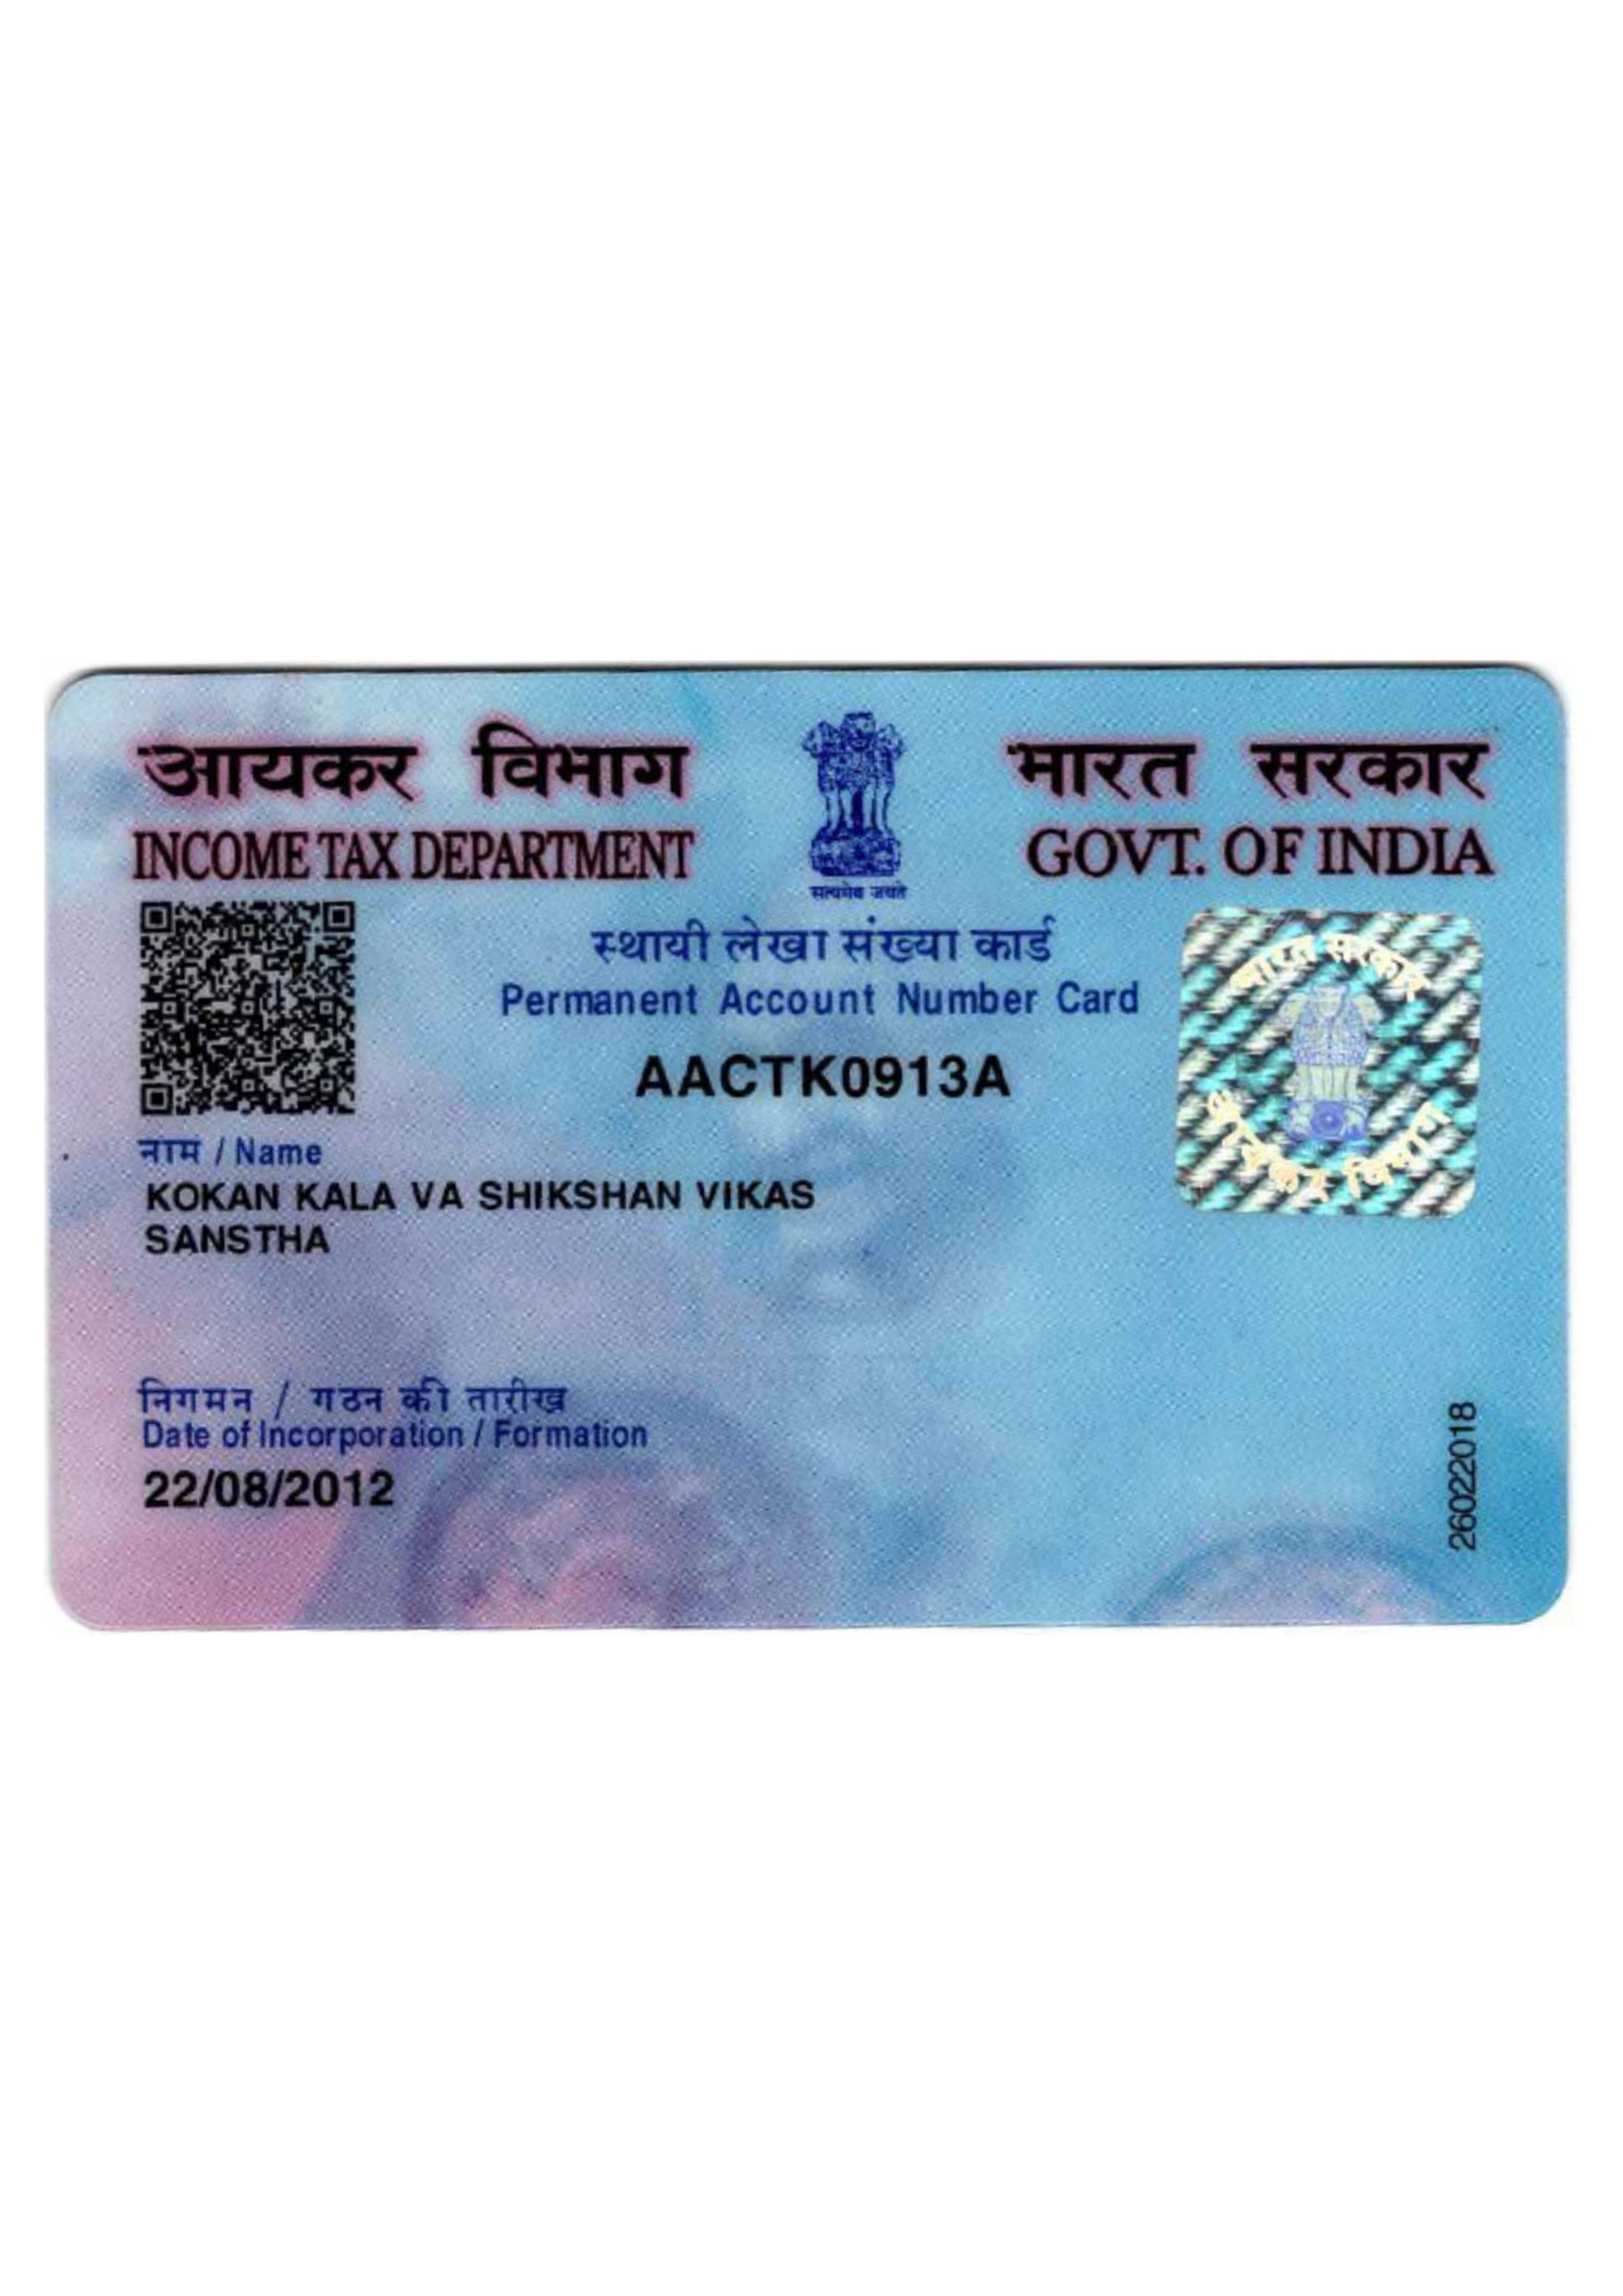 आयकर विभाग
INCOME TAX DEPARTMENT
सत्यमेव जयते
भारत सरकार
GOVT. OF INDIA
स्थायी लेखा संख्या कार्ड
Permanent Account Number Card
AACTK0913A
भारत सरकार
आयकर विभाग
नाम / Name
KOKAN KALA VA SHIKSHAN VIKAS
SANSTHA
निगमन / गठन की तारीख
Date of Incorporation / Formation
22/08/2012
26022018